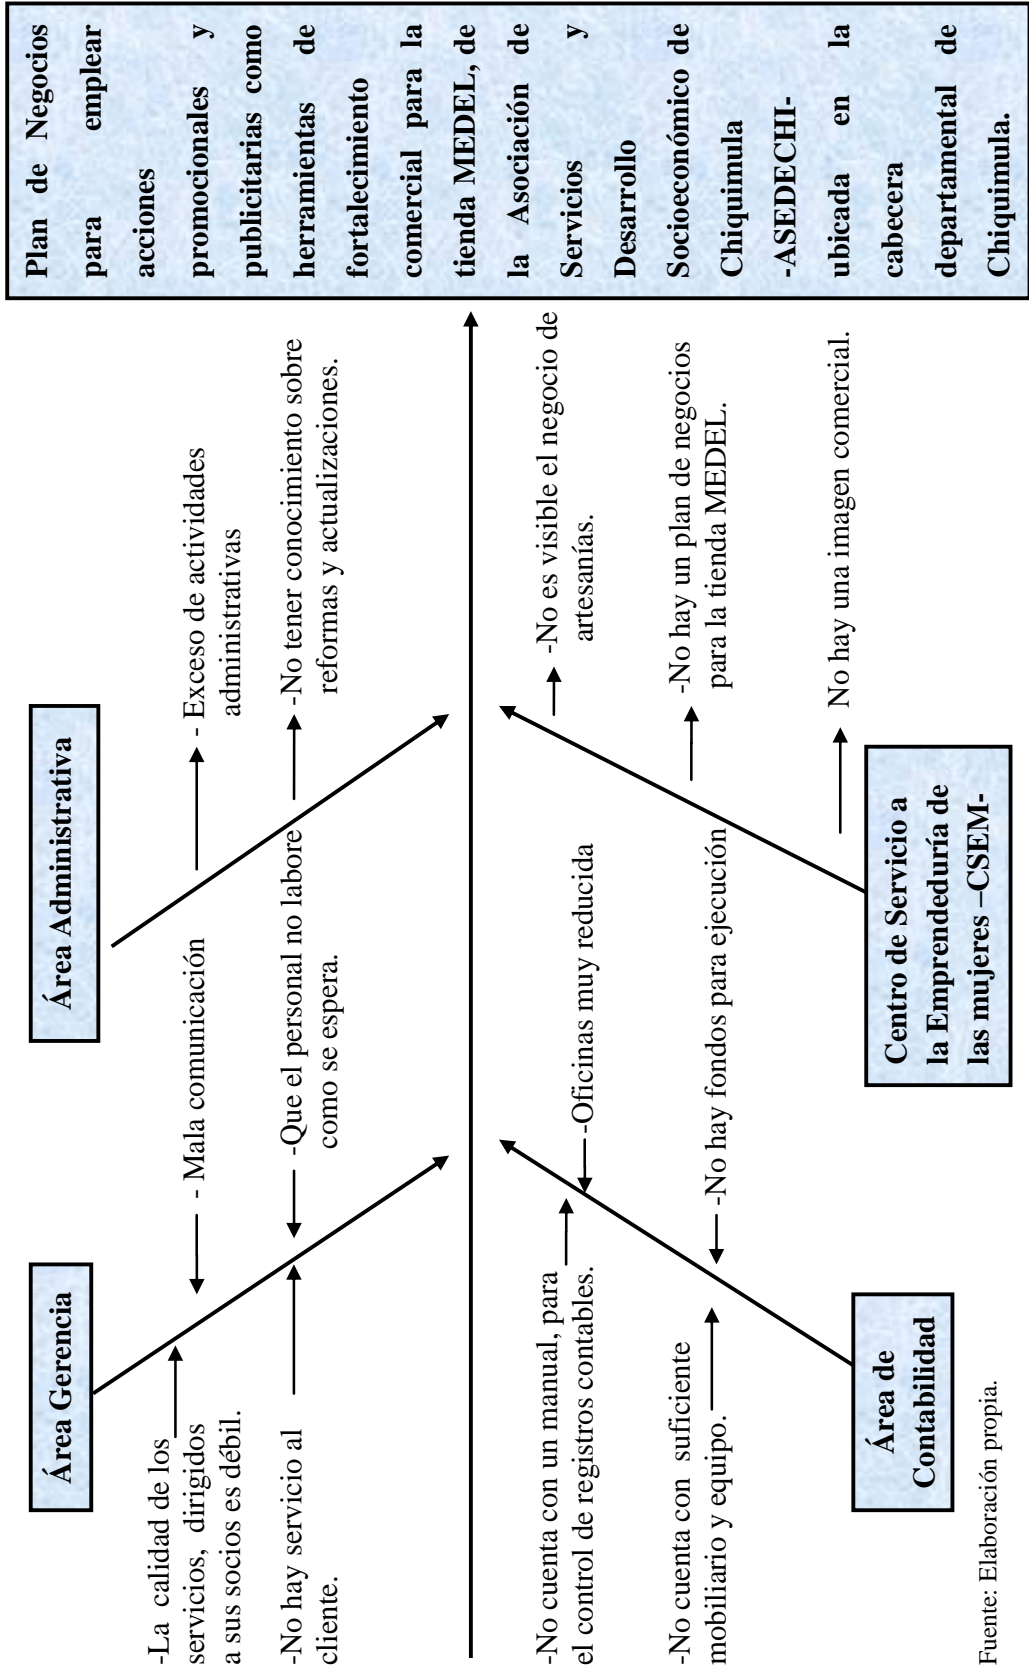 Área Gerencia
-La calidad de los
servicios, dirigidos
a sus socios es débil.
-No hay servicio al
cliente.
- Mala comunicación
-Que el personal no labore
como se espera.
Área Administrativa
- Exceso de actividades
administrativas
-No tener conocimiento sobre
reformas y actualizaciones.
-No cuenta con un manual, para
el control de registros contables.
-No cuenta con suficiente
mobiliario y equipo.
-Oficinas muy reducida
-No hay fondos para ejecución
Área de
Contabilidad
-No es visible el negocio de
artesanías.
-No hay un plan de negocios
para la tienda MEDEL.
No hay una imagen comercial.
Centro de Servicio a
la Emprendeduría de
las mujeres –CSEM-
Plan de Negocios
para emplear
acciones
promocionales y
publicitarias como
herramientas de
fortalecimiento
comercial para la
tienda MEDEL, de
la Asociación de
Servicios y
Desarrollo
Socioeconómico de
Chiquimula
-ASEDECHI-
ubicada en la
cabecera
departamental de
Chiquimula.
Fuente: Elaboración propia.